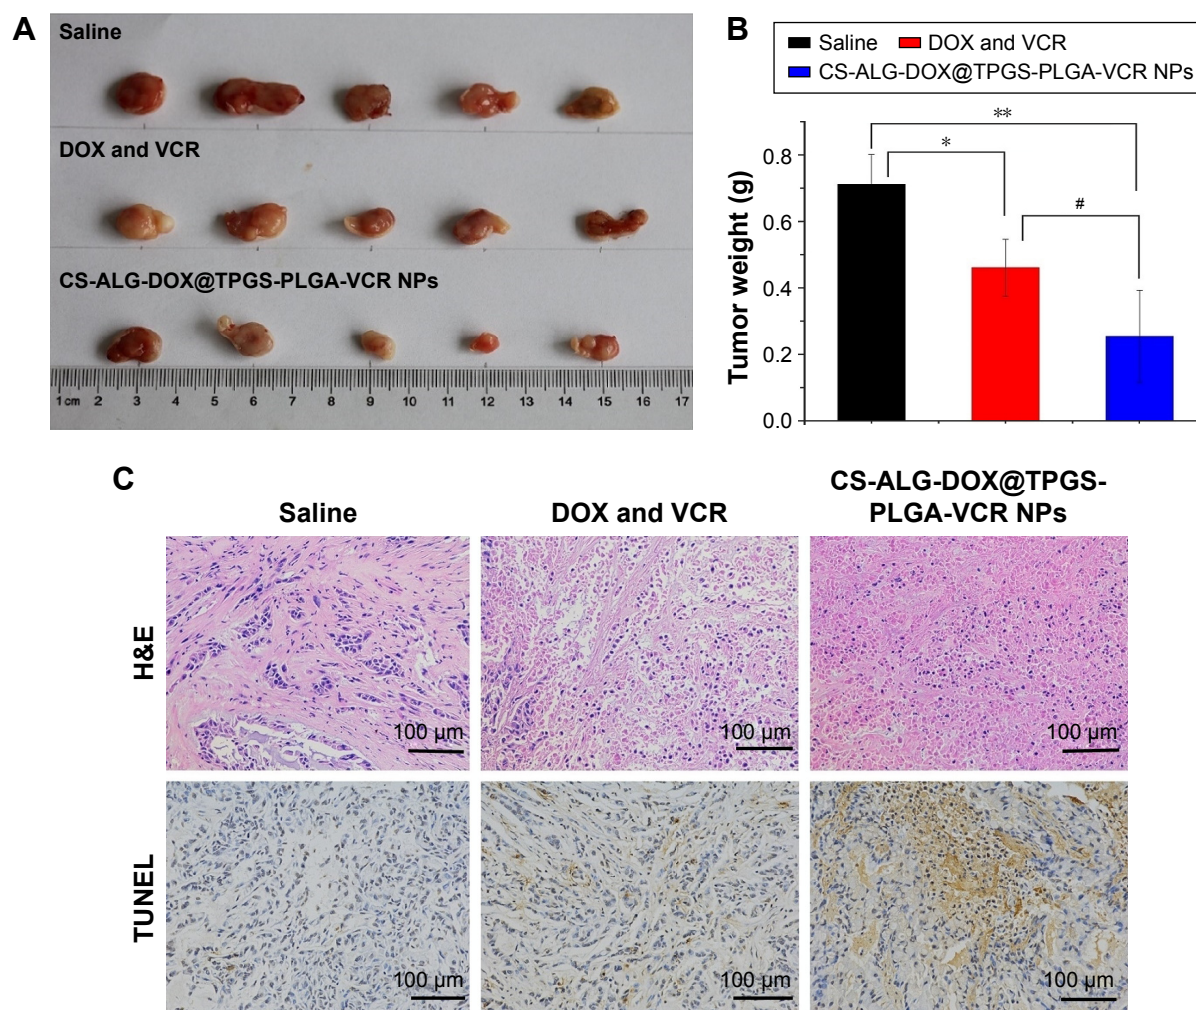 A
Saline
DOX and VCR
CS-ALG-DOX@TPGS-PLGA-VCR NPs
1 cm 2 3 4 5 6 7 8 9 10 11 12 13 14 15 16 17
B
Saline DOX and VCR
CS-ALG-DOX@TPGS-PLGA-VCR NPs
**
*
#
Tumor weight (g)
0.8
0.6
0.4
0.2
0.0
C
Saline
DOX and VCR
CS-ALG-DOX@TPGS-
PLGA-VCR NPs
H&E
100 µm
100 µm
100 µm
TUNEL
100 µm
100 µm
100 µm